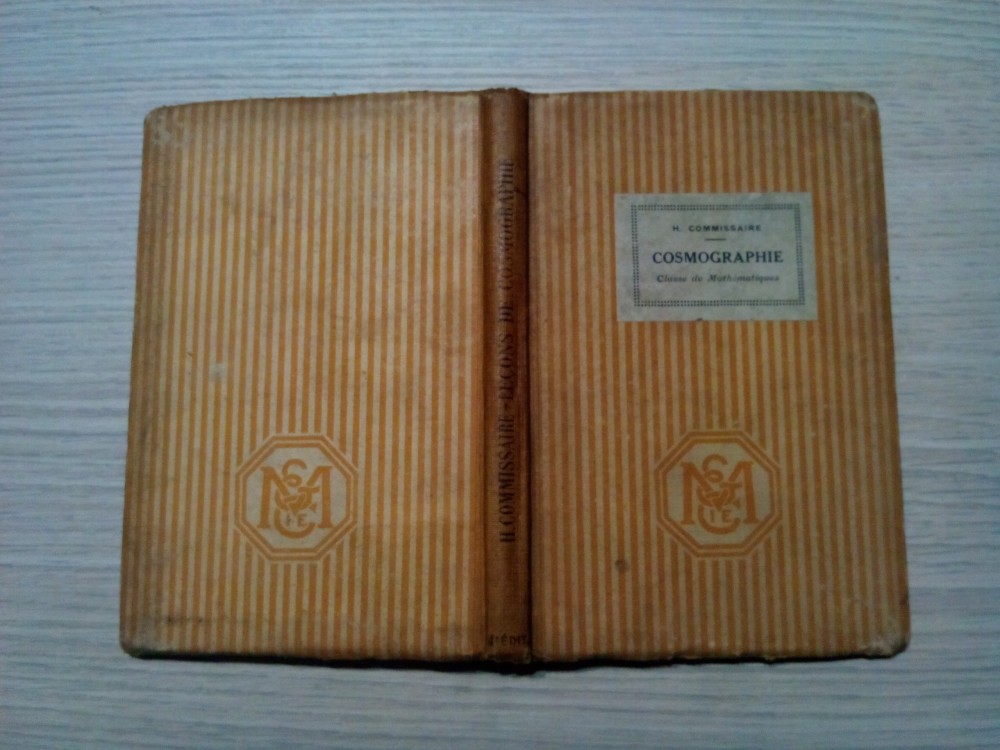 H. COMMISSAIRE
COSMOGRAPHIE
Classe de Mathématiques
H. COMMISSAIRE - LEÇONS DE COSMOGRAPHIE